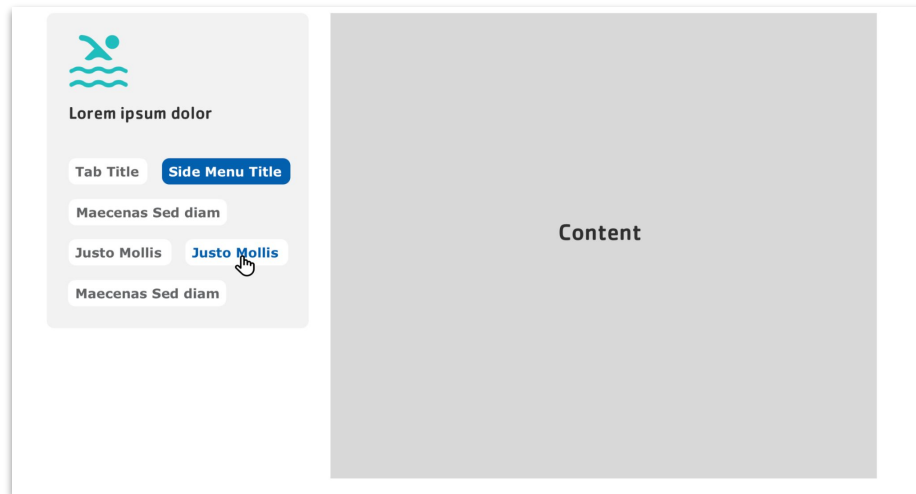 Lorem ipsum dolor
Tab Title Side Menu Title
Maecenas Sed diam
Justo Mollis Justo Mollis
Maecenas Sed diam
Content